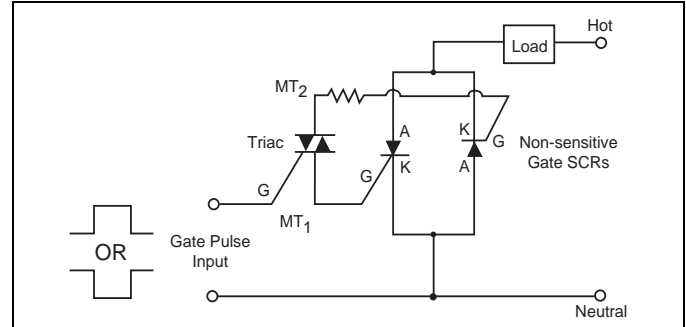 Hot
Load
MT2
A
K
G
Non-sensitive
Gate SCRs
Triac
G
K
A
G
MT1
OR
Gate Pulse
Input
Neutral